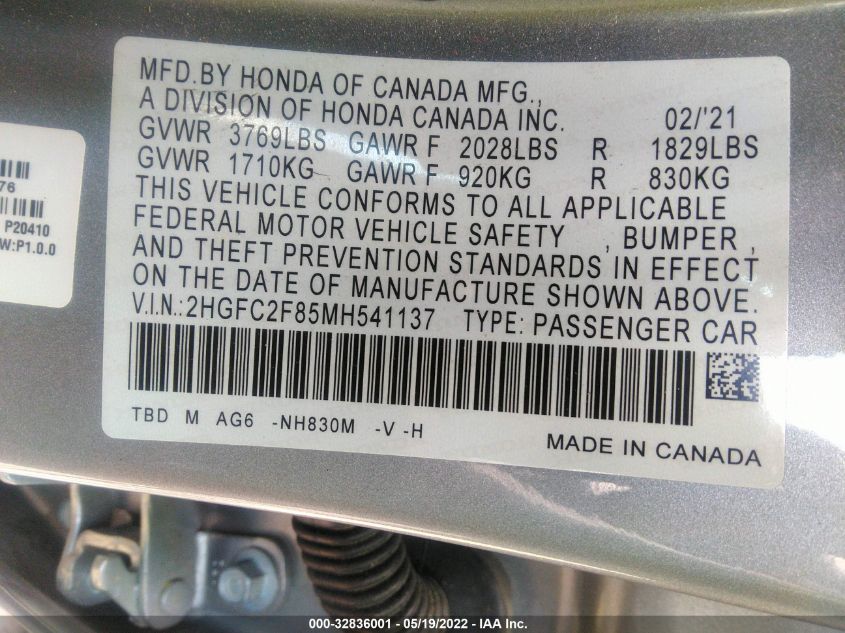 MFD.BY HONDA OF CANADA MFG.,
A DIVISION OF HONDA CANADA INC. 02/'21
GVWR 3769LBS GAWR F 2028LBS R 1829LBS
GVWR 1710KG GAWR F 920KG R 830KG
THIS VEHICLE CONFORMS TO ALL APPLICABLE
FEDERAL MOTOR VEHICLE SAFETY , BUMPER ,
AND THEFT PREVENTION STANDARDS IN EFFECT
ON THE DATE OF MANUFACTURE SHOWN ABOVE.
V.I.N.:2HGFC2F85MH541137 TYPE: PASSENGER CAR
TBD M AG6 -NH830M -V -H
MADE IN CANADA
76
P20410
W:P1.0.0
000-32836001 - 05/19/2022 - IAA Inc.